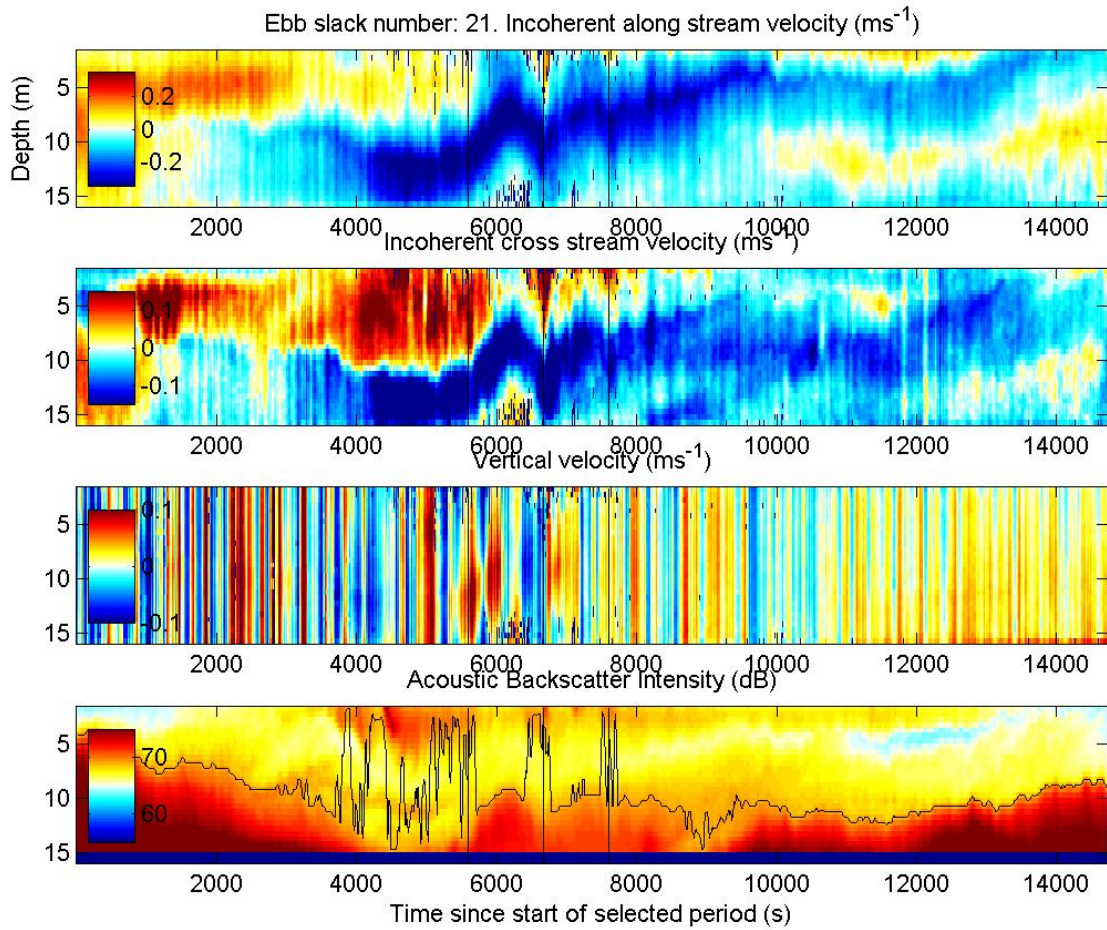 Ebb slack number: 21. Incoherent along stream velocity (ms⁻¹)
Depth (m)
5
10
15
0.2
0
-0.2
2000 4000 6000 8000 10000 12000 14000
Incoherent cross stream velocity (ms⁻¹)
5
10
15
0.1
0
-0.1
2000 4000 6000 8000 10000 12000 14000
Vertical velocity (ms⁻¹)
5
10
15
0.1
0
-0.1
2000 4000 6000 8000 10000 12000 14000
Acoustic Backscatter Intensity (dB)
5
10
15
70
60
2000 4000 6000 8000 10000 12000 14000
Time since start of selected period (s)